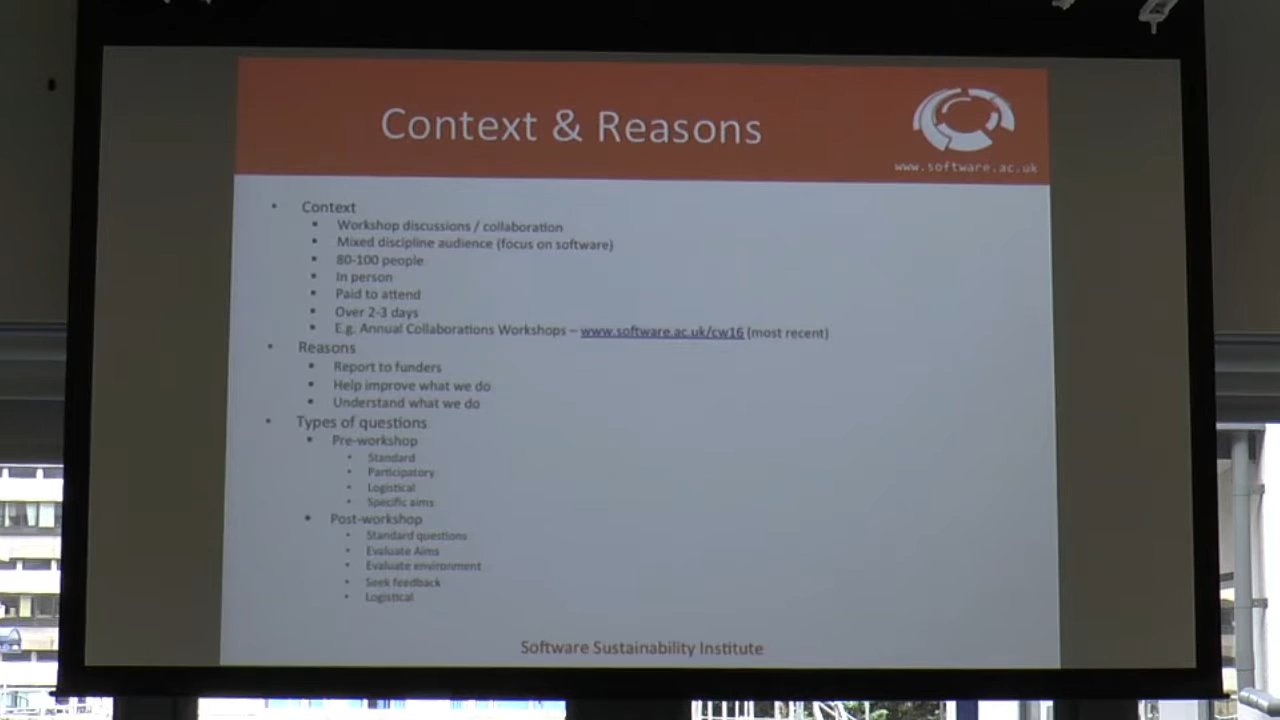 Context & Reasons
www.software.ac.uk
Context
Workshop discussions / collaboration
Mixed discipline audience (focus on software)
80-100 people
In person
Paid to attend
Over 2-3 days
E.g. Annual Collaborations Workshops – www.software.ac.uk/cw16 (most recent)
Reasons
Report to funders
Help improve what we do
Understand what we do
Types of questions
Pre-workshop
Standard
Participatory
Logistical
Specific aims
Post-workshop
Standard questions
Evaluate Aims
Evaluate environment
Seek feedback
Logistical
Software Sustainability Institute